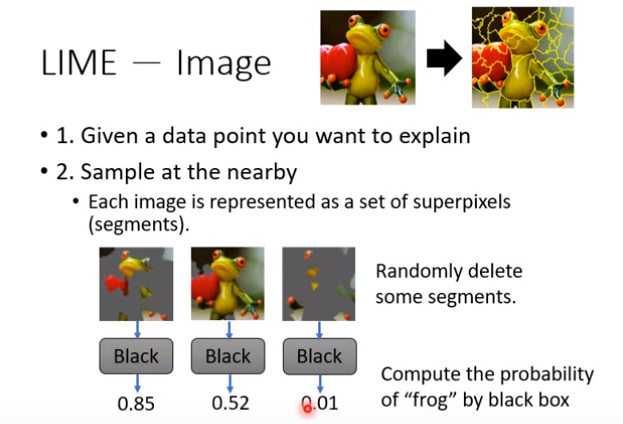 LIME — Image
• 1. Given a data point you want to explain
• 2. Sample at the nearby
• Each image is represented as a set of superpixels
(segments).
Randomly delete
some segments.
Black Black Black
Compute the probability
of “frog” by black box
0.85 0.52 0.01